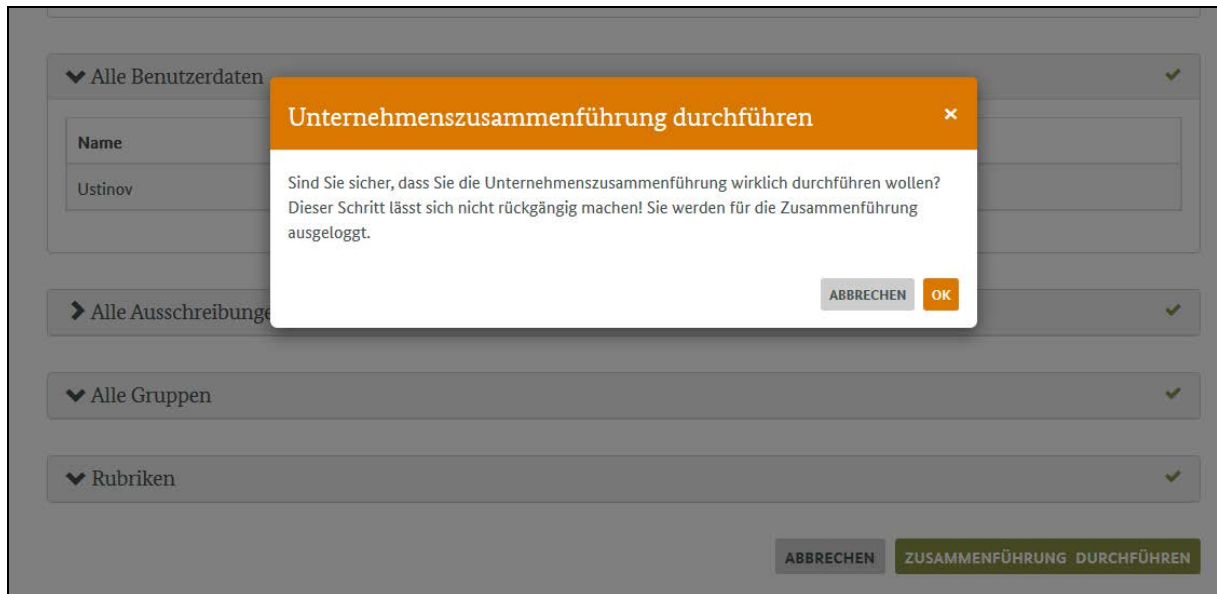 Alle Benutzerdaten
Unternehmenszusammenführung durchführen
Name
Sind Sie sicher, dass Sie die Unternehmenszusammenführung wirklich durchführen wollen?
Ustinov
Dieser Schritt lässt sich nicht rückgängig machen! Sie werden für die Zusammenführung
ausgeloggt.
ABBRECHEN OK
Alle Ausschreibunge
Alle Gruppen
Rubriken
ABBRECHEN ZUSAMMENFÜHRUNG DURCHFÜHREN